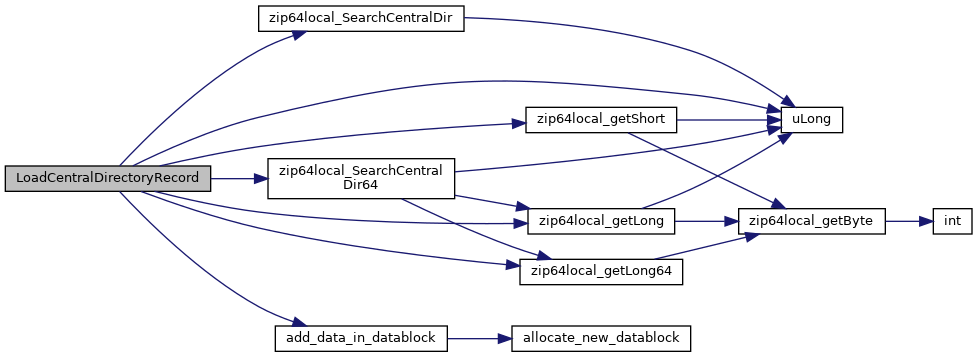 zip64local_SearchCentralDir
zip64local_getShort
uLong
LoadCentralDirectoryRecord
zip64local_SearchCentral
Dir64
zip64local_getLong
zip64local_getByte
int
zip64local_getLong64
add_data_in_datablock
allocate_new_datablock